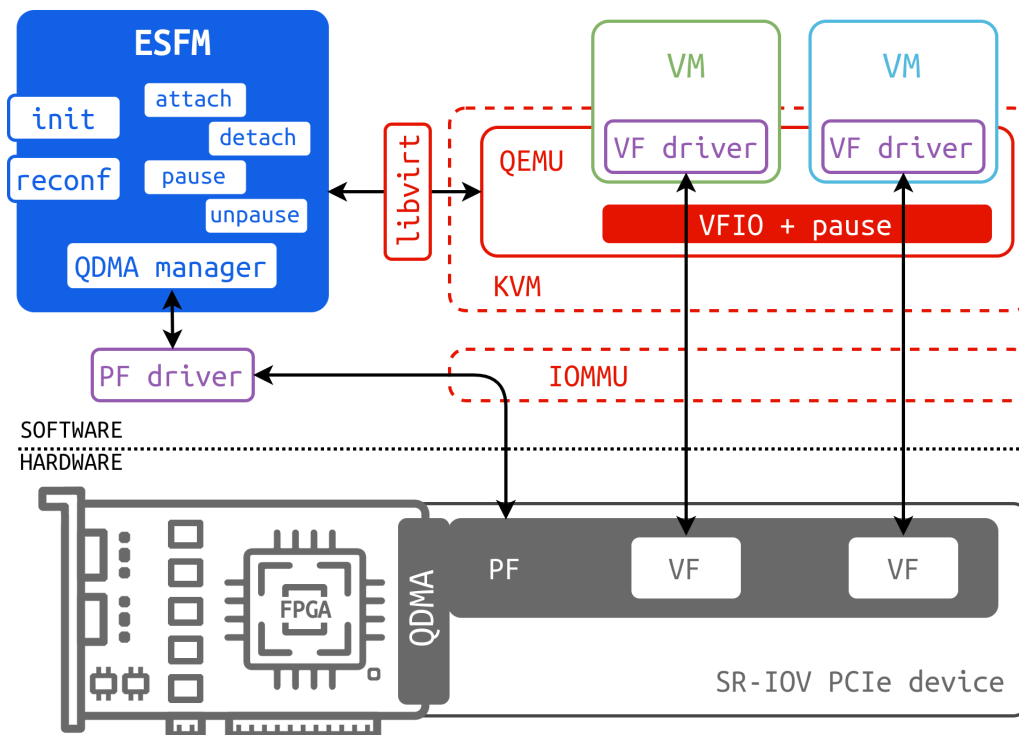 ESFM
init
attach
detach
reconf
pause
unpause
QDMA manager
libvirt
VM
VM
VF driver
VF driver
QEMU
VFIO + pause
KVM
PF driver
IOMMU
SOFTWARE
HARDWARE
FPGA
QDMA
PF
VF
VF
SR-IOV PCIe device